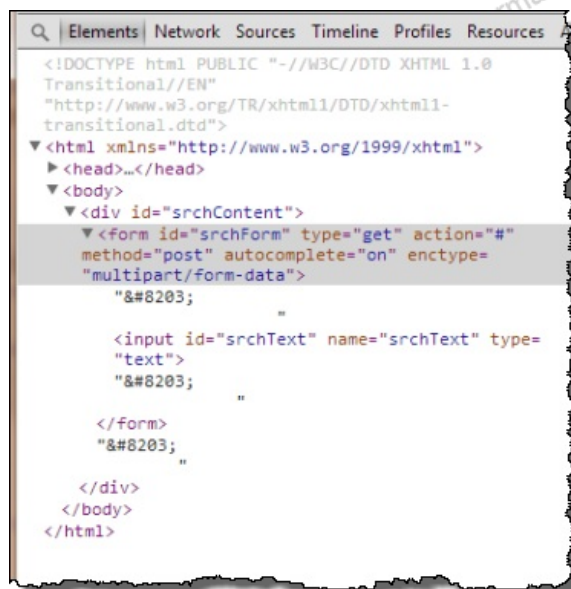 Elements Network Sources Timeline Profiles Resources
<!DOCTYPE html PUBLIC "-//W3C//DTD XHTML 1.0
Transitional//EN"
"http://www.w3.org/TR/xhtml1/DTD/xhtml1-
transitional.dtd">
▼<html xmlns="http://www.w3.org/1999/xhtml">
▶<head>…</head>
▼<body>
▼<div id="srchContent">
▼<form id="srchForm" type="get" action="#"
method="post" autocomplete="on" enctype=
"multipart/form-data">
"&#8203;
"
<input id="srchText" name="srchText" type=
"text">
"&#8203;
"
</form>
"&#8203;
"
</div>
</body>
</html>